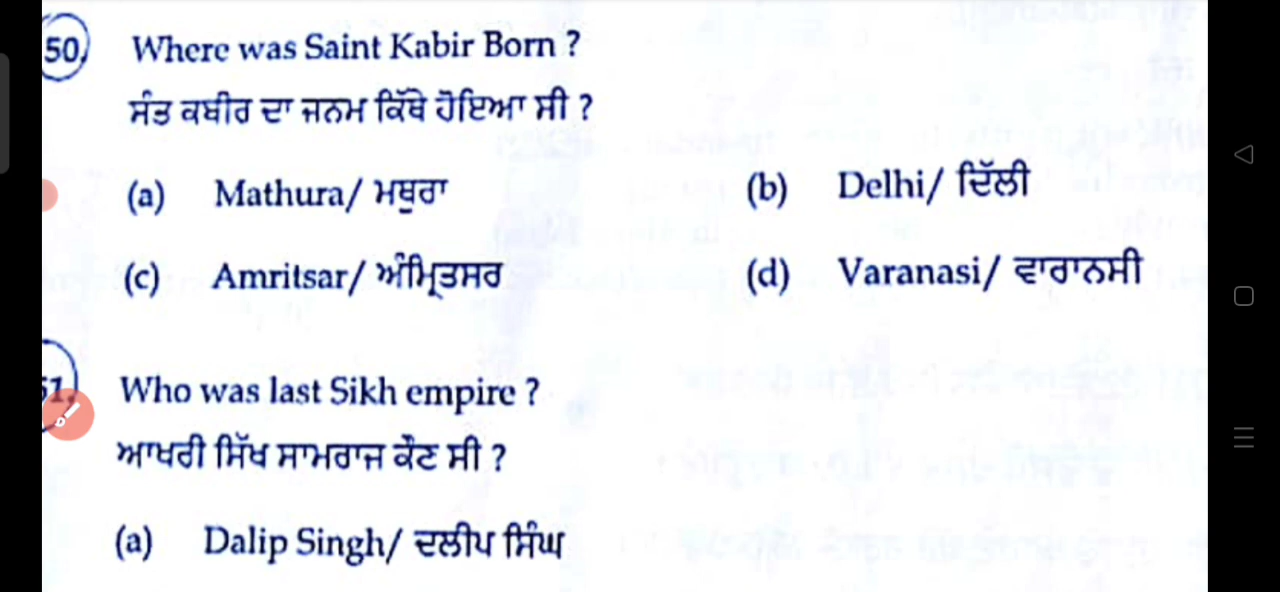 50, Where was Saint Kabir Born ?
ਸੰਤ ਕਬੀਰ ਦਾ ਜਨਮ ਕਿੱਥੇ ਹੋਇਆ ਸੀ ?
(a) Mathura/ ਮਥੁਰਾ (b) Delhi/ ਦਿੱਲੀ
(c) Amritsar/ ਅੰਮ੍ਰਿਤਸਰ (d) Varanasi/ ਵਾਰਾਨਸੀ
51, Who was last Sikh empire ?
ਆਖਰੀ ਸਿੱਖ ਸਾਮਰਾਜ ਕੌਣ ਸੀ ?
(a) Dalip Singh/ ਦਲੀਪ ਸਿੰਘ